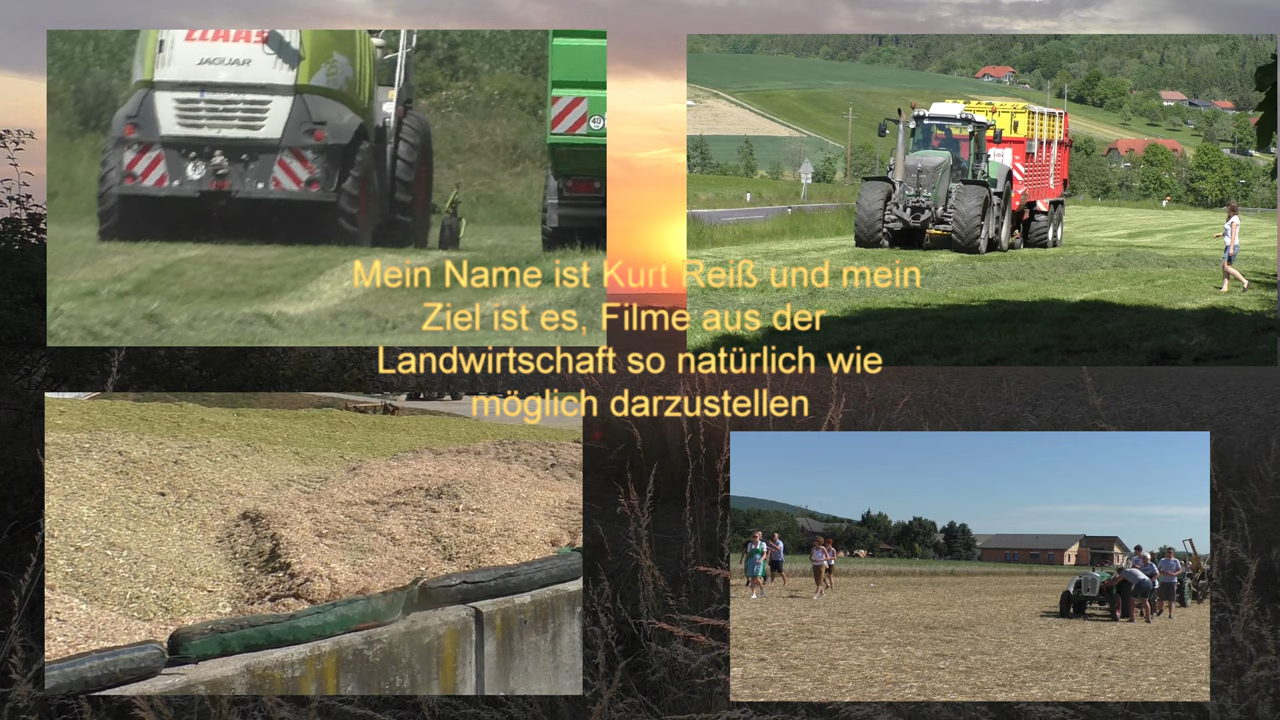 CLAAS
JAGUAR
40
Mein Name ist Kurt Reiß und mein
Ziel ist es, Filme aus der
Landwirtschaft so natürlich wie
möglich darzustellen